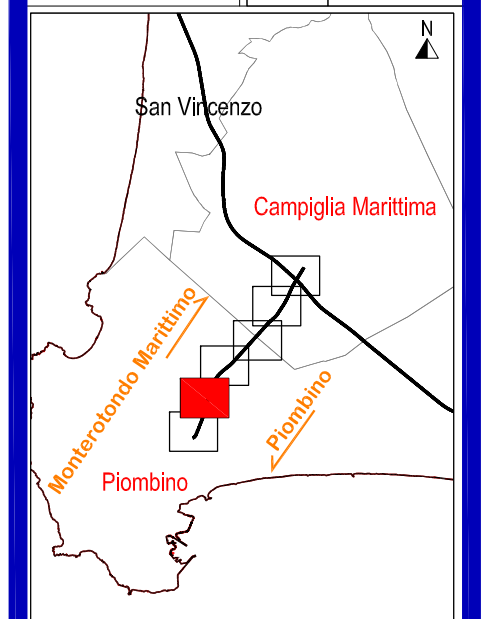 N
San Vincenzo
Campiglia Marittima
Monterotondo Marittimo
Piombino
Piombino